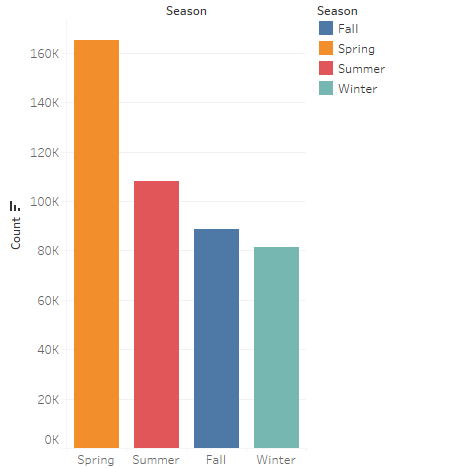 Season
Count
160K
140K
120K
100K
80K
60K
40K
20K
0K
Spring
Summer
Fall
Winter
Season
Fall
Spring
Summer
Winter